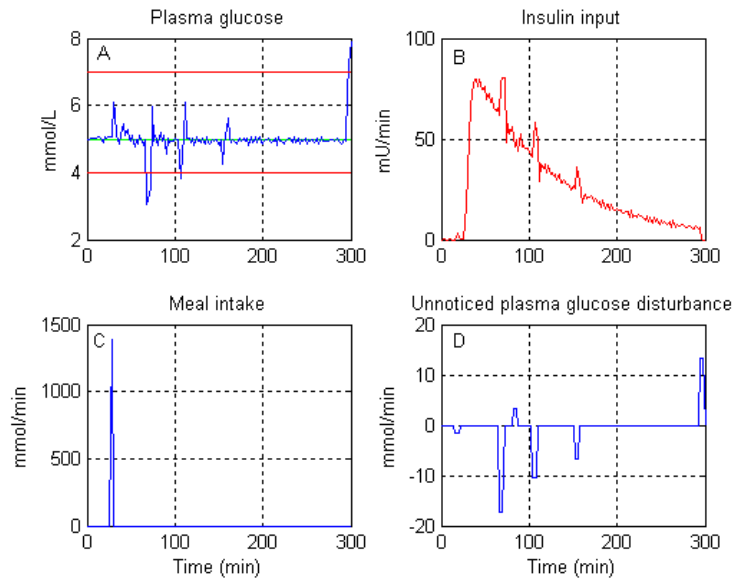 Plasma glucose
A
mmol/L
8
6
4
2
0
100
200
300
Insulin input
B
mU/min
100
50
0
0
100
200
300
Meal intake
C
mmol/min
1500
1000
500
0
0
100
200
300
Time (min)
Unnoticed plasma glucose disturbance
D
mmol/min
20
10
0
-10
-20
0
100
200
300
Time (min)